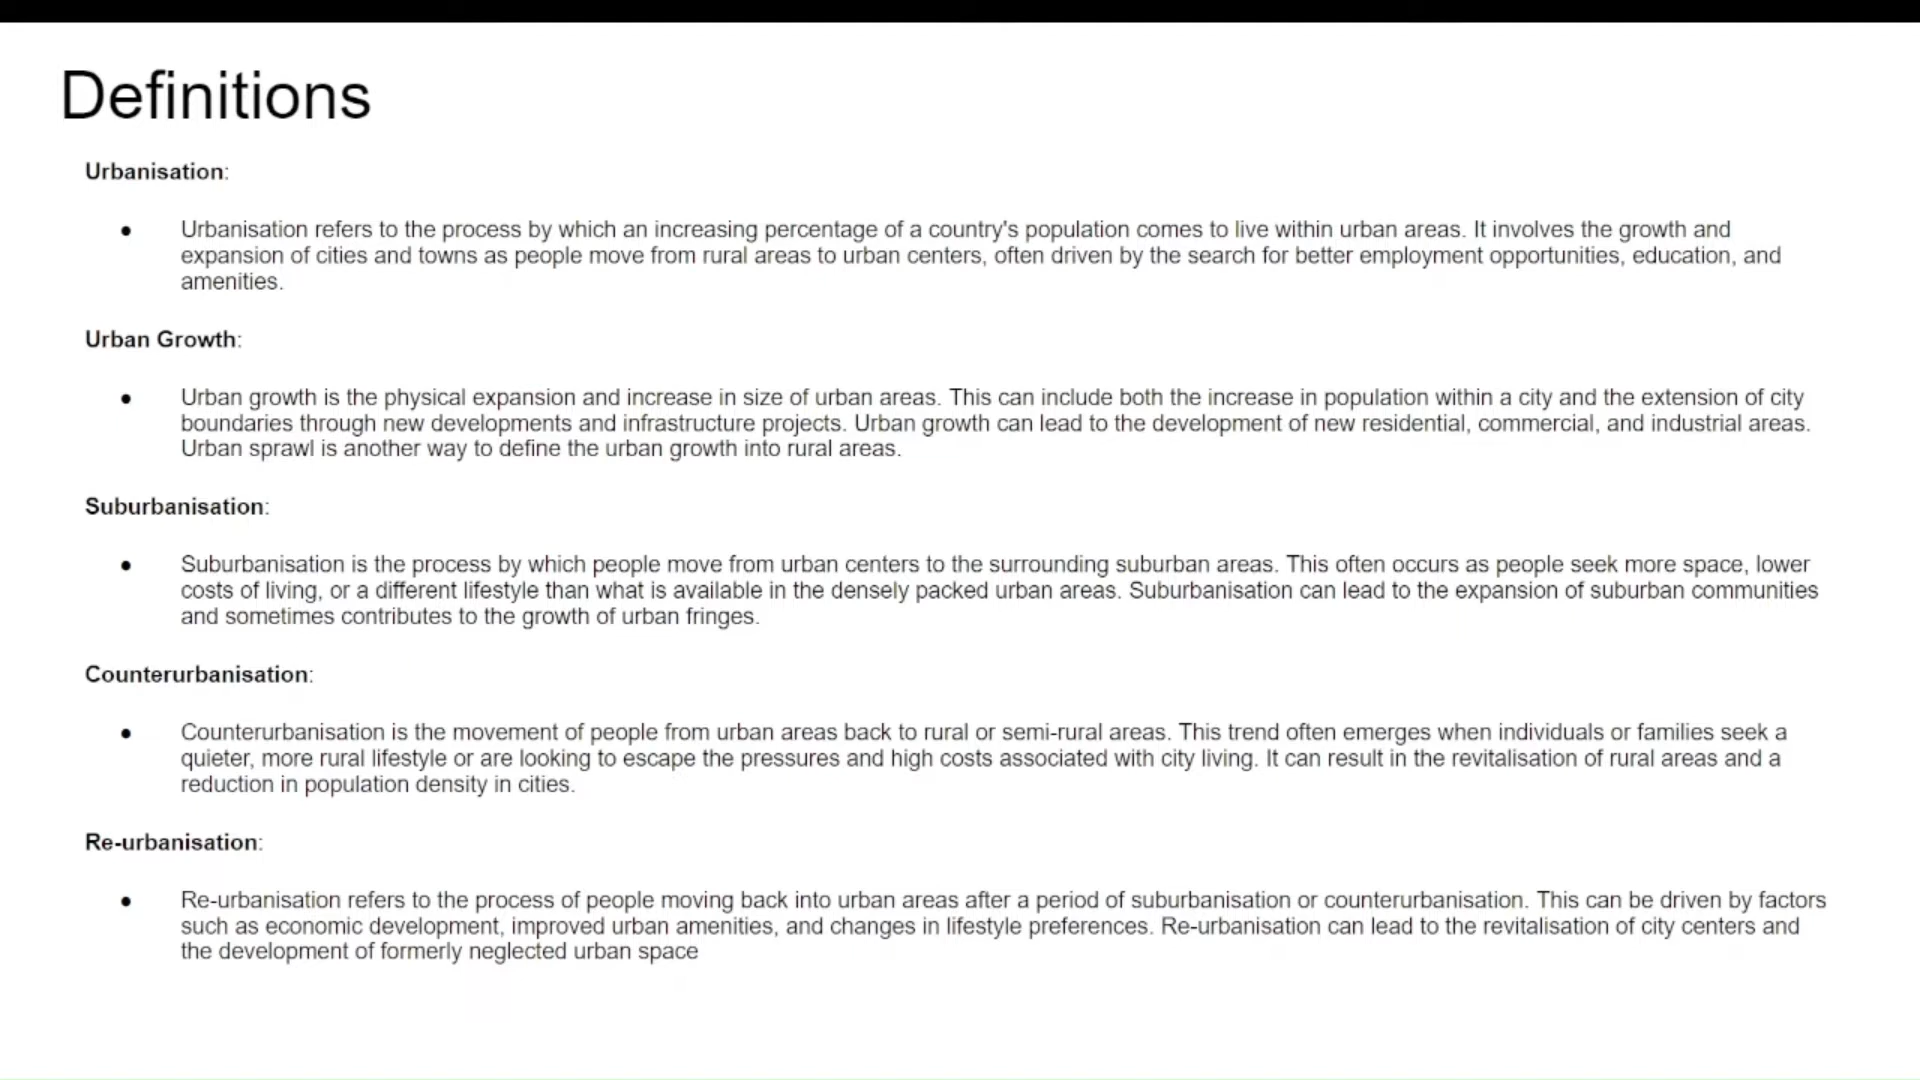 Definitions
Urbanisation:
● Urbanisation refers to the process by which an increasing percentage of a country's population comes to live within urban areas. It involves the growth and
expansion of cities and towns as people move from rural areas to urban centers, often driven by the search for better employment opportunities, education, and
amenities.
Urban Growth:
● Urban growth is the physical expansion and increase in size of urban areas. This can include both the increase in population within a city and the extension of city
boundaries through new developments and infrastructure projects. Urban growth can lead to the development of new residential, commercial, and industrial areas.
Urban sprawl is another way to define the urban growth into rural areas.
Suburbanisation:
● Suburbanisation is the process by which people move from urban centers to the surrounding suburban areas. This often occurs as people seek more space, lower
costs of living, or a different lifestyle than what is available in the densely packed urban areas. Suburbanisation can lead to the expansion of suburban communities
and sometimes contributes to the growth of urban fringes.
Counterurbanisation:
● Counterurbanisation is the movement of people from urban areas back to rural or semi-rural areas. This trend often emerges when individuals or families seek a
quieter, more rural lifestyle or are looking to escape the pressures and high costs associated with city living. It can result in the revitalisation of rural areas and a
reduction in population density in cities.
Re-urbanisation:
● Re-urbanisation refers to the process of people moving back into urban areas after a period of suburbanisation or counterurbanisation. This can be driven by factors
such as economic development, improved urban amenities, and changes in lifestyle preferences. Re-urbanisation can lead to the revitalisation of city centers and
the development of formerly neglected urban space